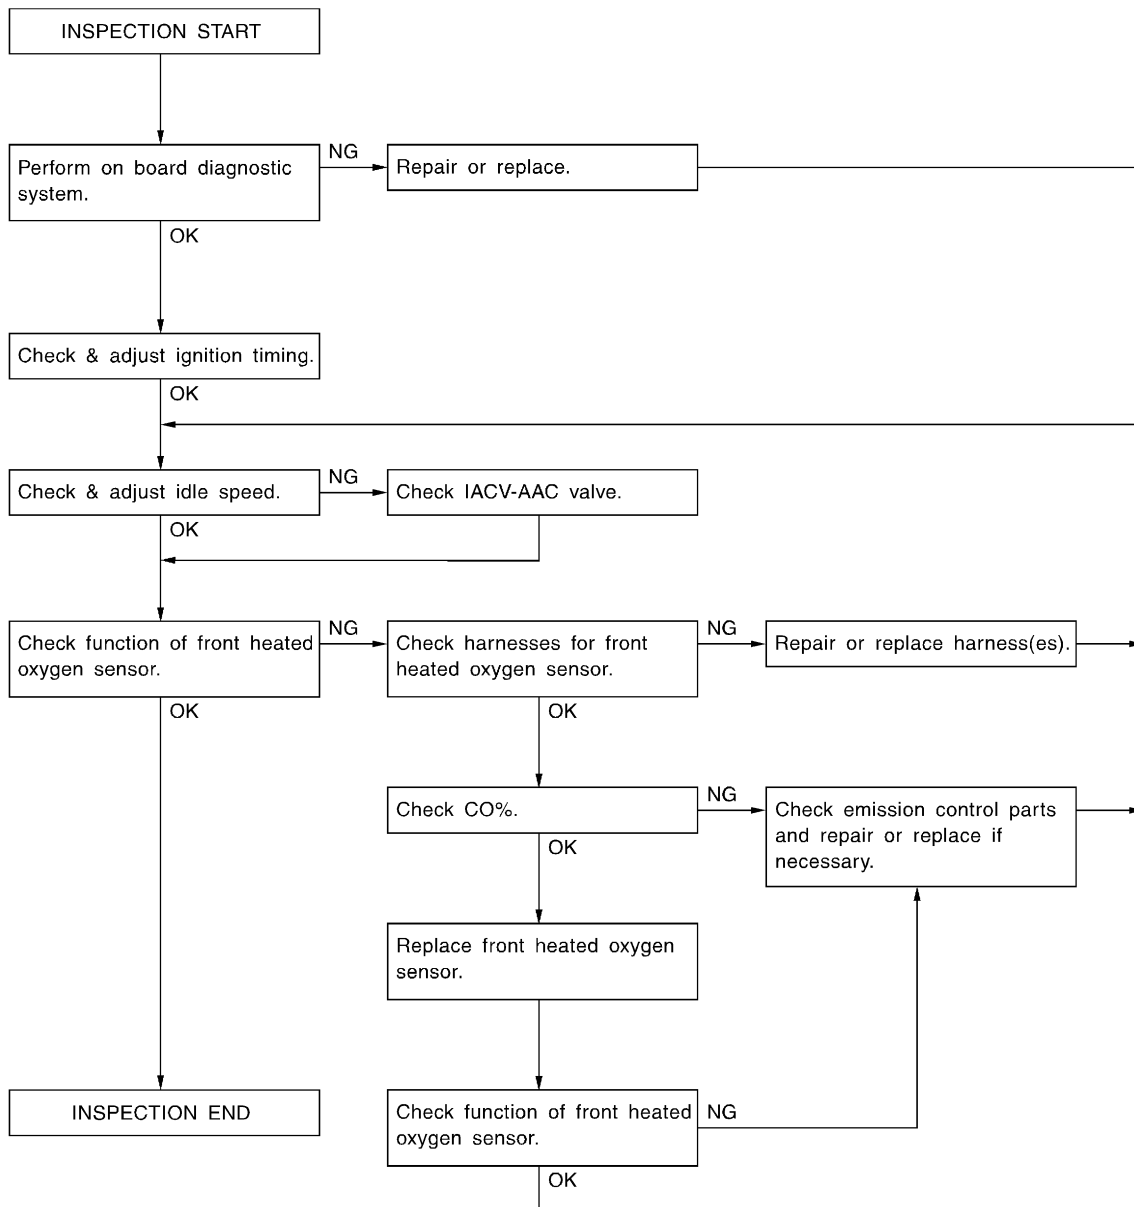 INSPECTION START
Perform on board diagnostic
system.
NG
Repair or replace.
OK
Check & adjust ignition timing.
OK
Check & adjust idle speed.
NG
Check IACV-AAC valve.
OK
Check function of front heated
oxygen sensor.
NG
Check harnesses for front
heated oxygen sensor.
NG
Repair or replace harness(es).
OK
OK
Check CO%.
NG
Check emission control parts
and repair or replace if
necessary.
OK
Replace front heated oxygen
sensor.
INSPECTION END
Check function of front heated
oxygen sensor.
NG
OK